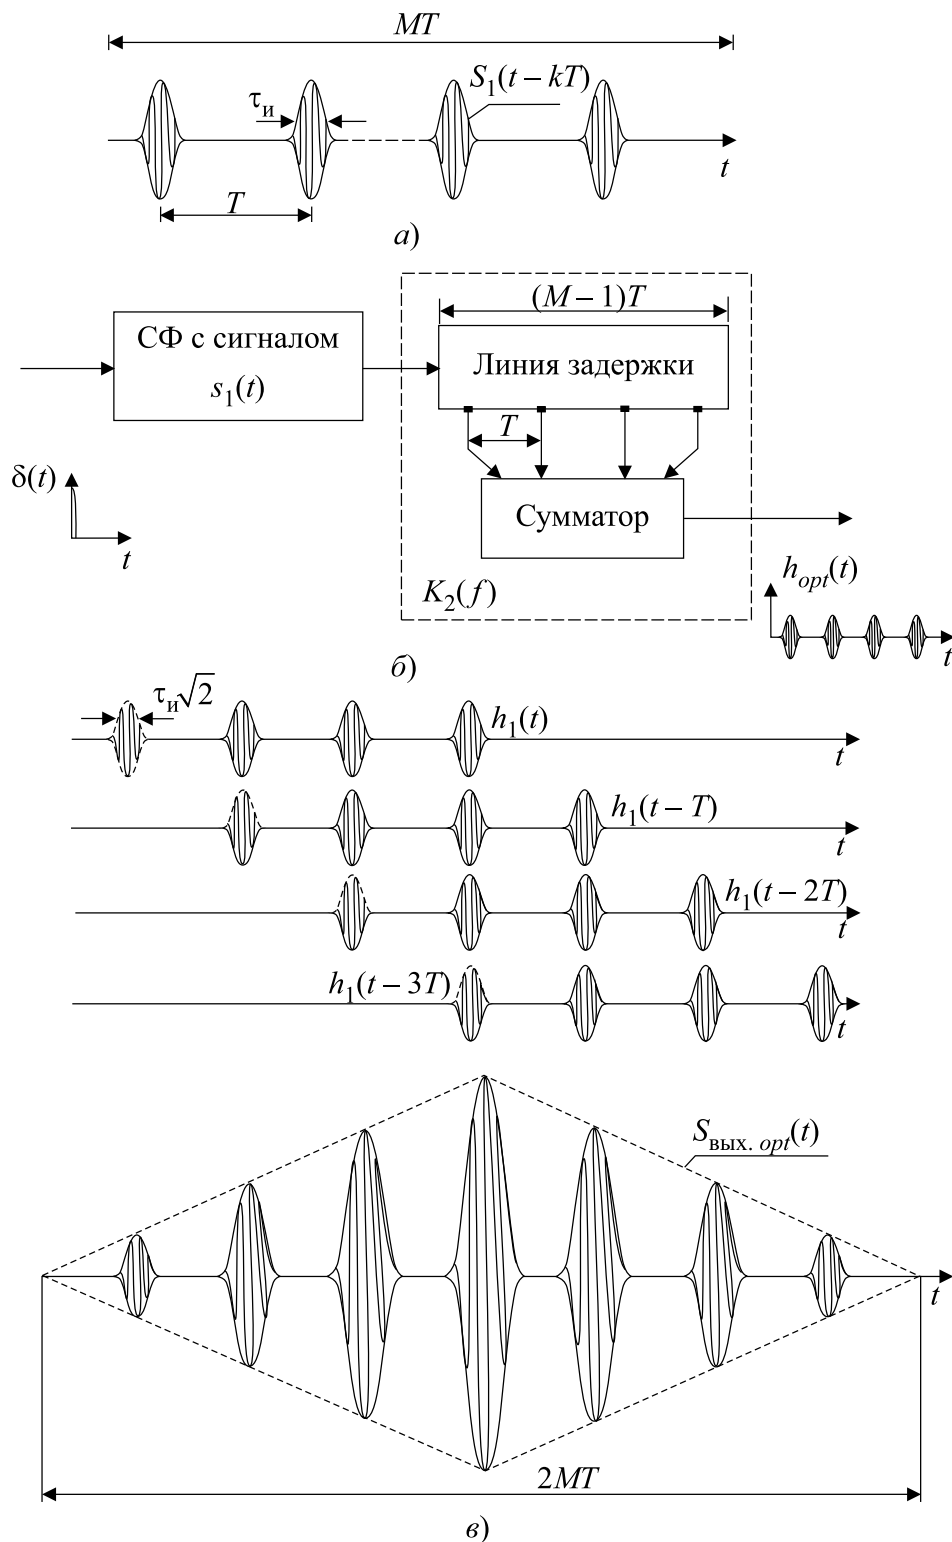 MT
S₁(t – kT)
τи
t
T
а)
(M – 1)T
СФ с сигналом
s₁(t)
Линия задержки
T
δ(t)
t
Сумматор
K₂(f)
hopt(t)
t
б)
τи√2
h₁(t)
t
h₁(t – T)
t
h₁(t – 2T)
t
h₁(t – 3T)
t
Sвых. opt(t)
t
2MT
в)